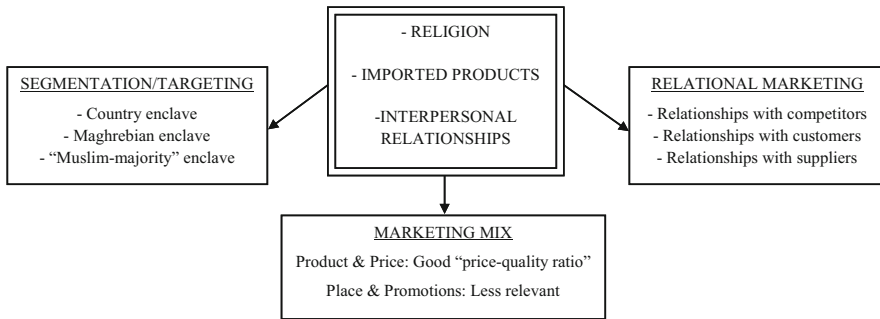 - RELIGION
- IMPORTED PRODUCTS
-INTERPERSONAL
RELATIONSHIPS
SEGMENTATION/TARGETING
- Country enclave
- Maghrebian enclave
- “Muslim-majority” enclave
RELATIONAL MARKETING
- Relationships with competitors
- Relationships with customers
- Relationships with suppliers
MARKETING MIX
Product & Price: Good “price-quality ratio”
Place & Promotions: Less relevant